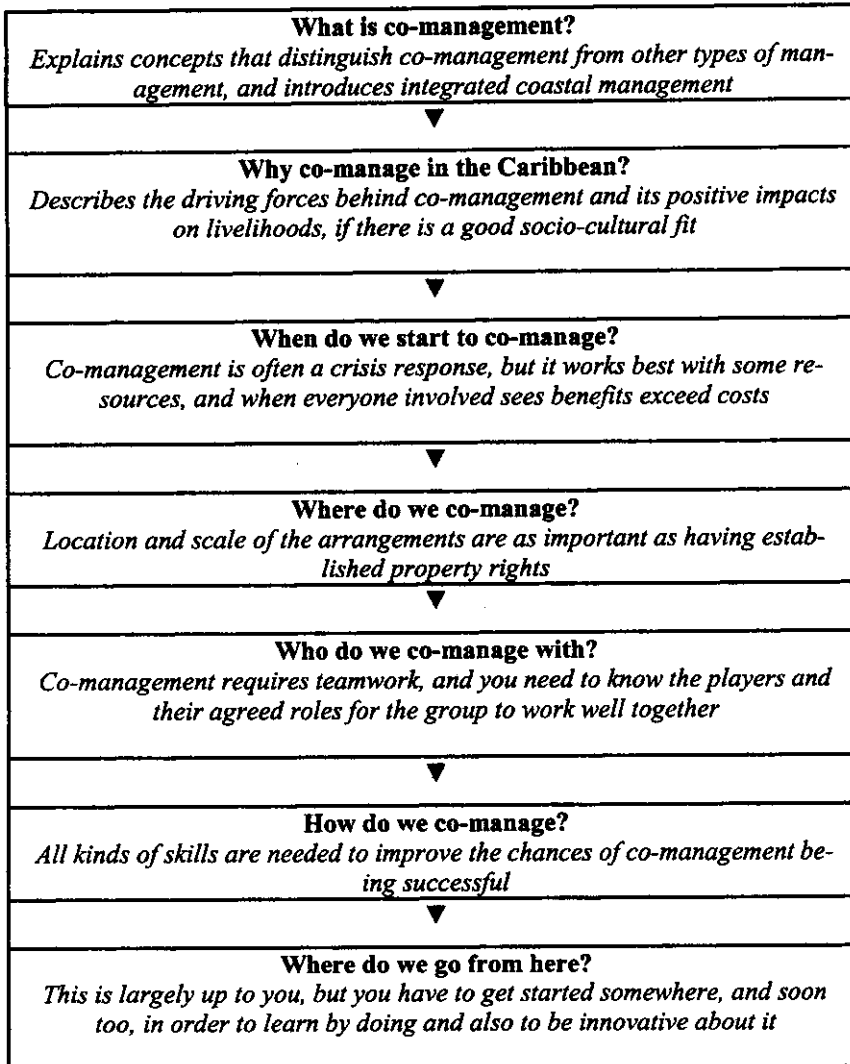 What is co-management?
Explains concepts that distinguish co-management from other types of man-
agement, and introduces integrated coastal management
▼
Why co-manage in the Caribbean?
Describes the driving forces behind co-management and its positive impacts
on livelihoods, if there is a good socio-cultural fit
▼
When do we start to co-manage?
Co-management is often a crisis response, but it works best with some re-
sources, and when everyone involved sees benefits exceed costs
▼
Where do we co-manage?
Location and scale of the arrangements are as important as having estab-
lished property rights
▼
Who do we co-manage with?
Co-management requires teamwork, and you need to know the players and
their agreed roles for the group to work well together
▼
How do we co-manage?
All kinds of skills are needed to improve the chances of co-management be-
ing successful
▼
Where do we go from here?
This is largely up to you, but you have to get started somewhere, and soon
too, in order to learn by doing and also to be innovative about it